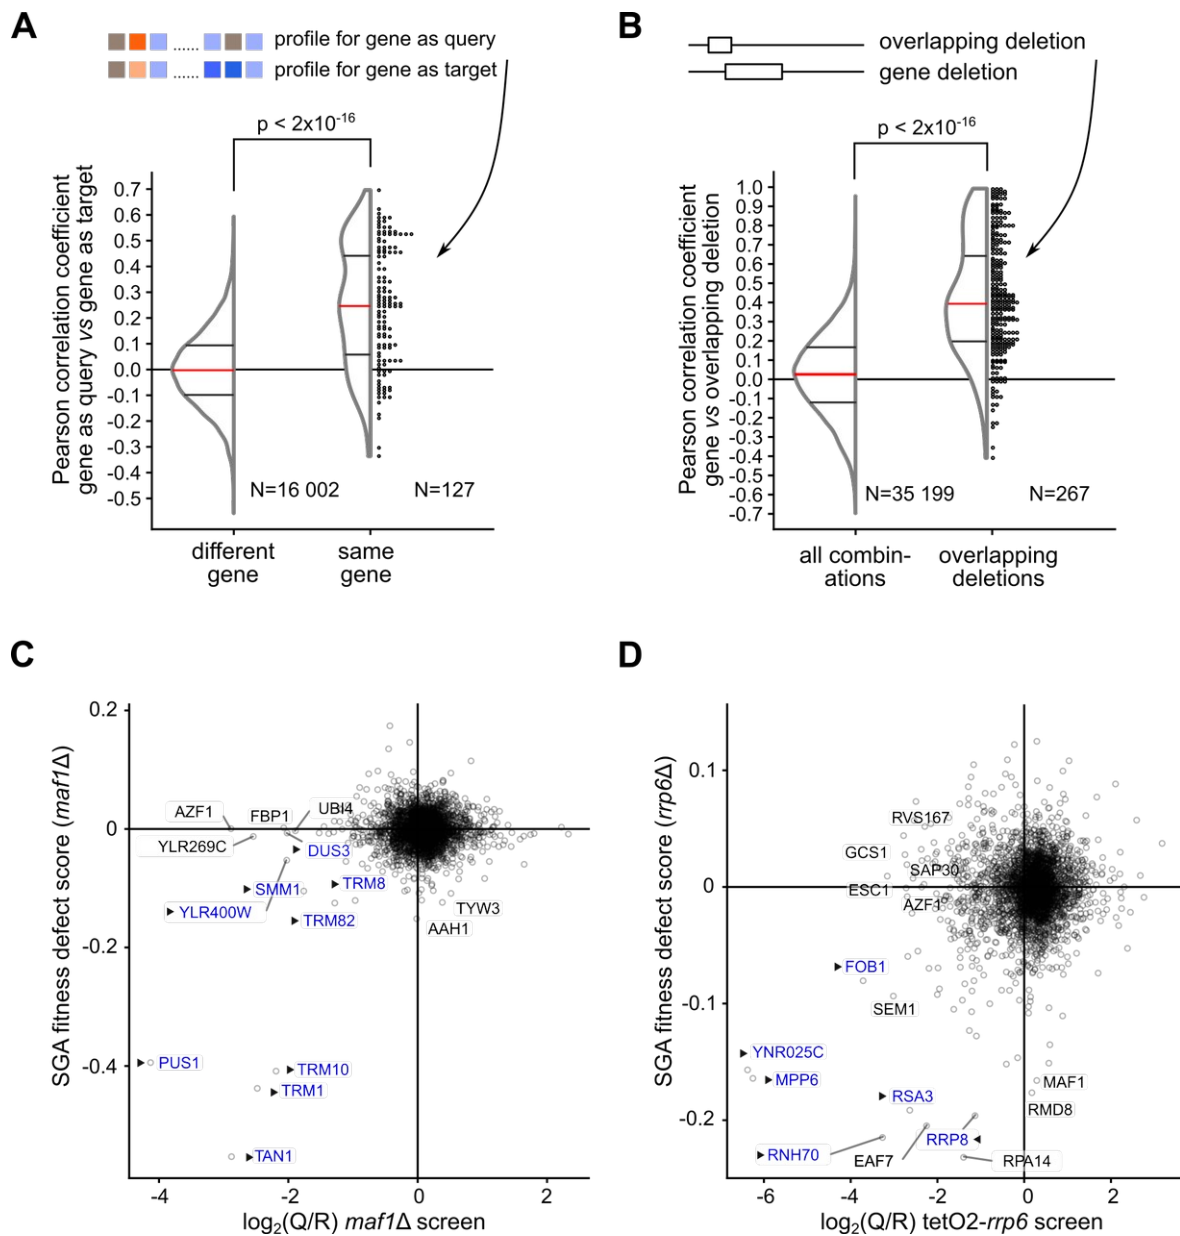 A
profile for gene as query
......
profile for gene as target
......
p < 2x10-16
Pearson correlation coefficient
gene as query vs gene as target
0.7
0.6
0.5
0.4
0.3
0.2
0.1
0.0
-0.1
-0.2
-0.3
-0.4
-0.5
N=16 002
N=127
different
gene
same
gene
B
overlapping deletion
gene deletion
p < 2x10-16
Pearson correlation coefficient
gene vs overlapping deletion
1.0
0.9
0.8
0.7
0.6
0.5
0.4
0.3
0.2
0.1
0.0
-0.1
-0.2
-0.3
-0.4
-0.5
-0.6
-0.7
N=35 199
N=267
all combin-
ations
overlapping
deletions
C
SGA fitness defect score (maf1Δ)
0.2
0
-0.2
-0.4
AZF1
FBP1
UBI4
YLR269C
DUS3
SMM1
TRM8
YLR400W
TRM82
TYW3
AAH1
PUS1
TRM10
TRM1
TAN1
-4
-2
0
2
log2(Q/R) maf1Δ screen
D
SGA fitness defect score (rrp6Δ)
0.1
0
-0.1
-0.2
RVS167
GCS1
SAP30
ESC1
AZF1
FOB1
SEM1
YNR025C
MPP6
MAF1
RSA3
RMD8
RRP8
RNH70
EAF7
RPA14
-6
-4
-2
0
2
log2(Q/R) tetO2-rrp6 screen